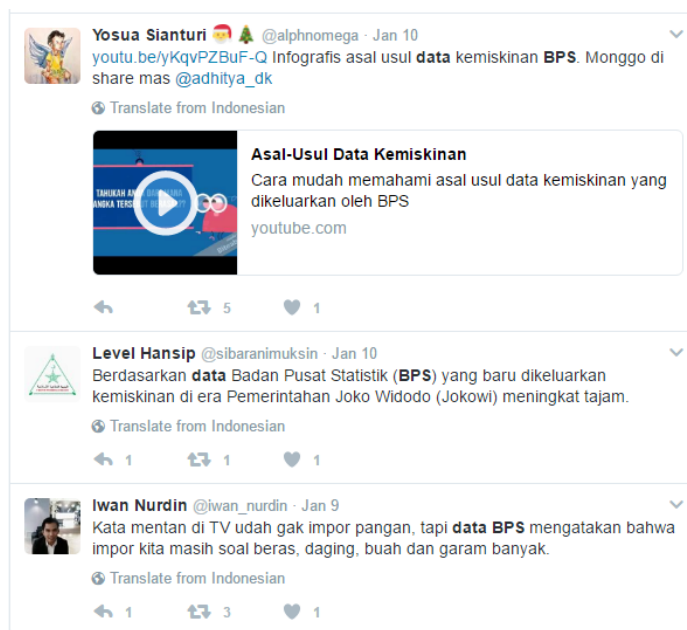 Yosua Sianturi 🎅 🎄 @alphnomega · Jan 10
youtu.be/yKqvPZBuF-Q Infografis asal usul data kemiskinan BPS. Monggo di
share mas @adhitya_dk
Translate from Indonesian
TAHUKAH
ANGKA
Asal-Usul Data Kemiskinan
Cara mudah memahami asal usul data kemiskinan yang
dikeluarkan oleh BPS
youtube.com
5 1
Level Hansip @sibaranimuksin · Jan 10
Berdasarkan data Badan Pusat Statistik (BPS) yang baru dikeluarkan
kemiskinan di era Pemerintahan Joko Widodo (Jokowi) meningkat tajam.
Translate from Indonesian
1 1 1
Iwan Nurdin @iwan_nurdin · Jan 9
Kata mentan di TV udah gak impor pangan, tapi data BPS mengatakan bahwa
impor kita masih soal beras, daging, buah dan garam banyak.
Translate from Indonesian
1 3 1